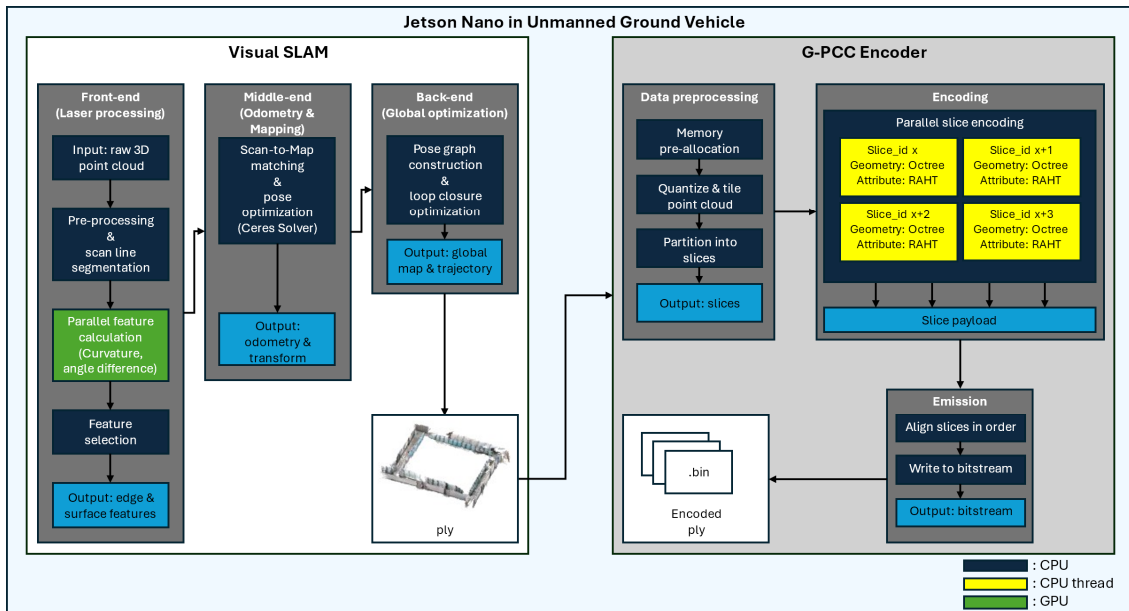 Jetson Nano in Unmanned Ground Vehicle
Visual SLAM
Front-end
(Laser processing)
Input: raw 3D
point cloud
Pre-processing
&
scan line
segmentation
Parallel feature
calculation
(Curvature,
angle difference)
Feature
selection
Output: edge &
surface features
Middle-end
(Odometry &
Mapping)
Scan-to-Map
matching
&
pose
optimization
(Ceres Solver)
Output:
odometry &
transform
Back-end
(Global optimization)
Pose graph
construction
&
loop closure
optimization
Output: global
map & trajectory
ply
G-PCC Encoder
Data preprocessing
Memory
pre-allocation
Quantize & tile
point cloud
Partition into
slices
Output: slices
Encoding
Parallel slice encoding
Slice_id x
Geometry: Octree
Attribute: RAHT
Slice_id x+1
Geometry: Octree
Attribute: RAHT
Slice_id x+2
Geometry: Octree
Attribute: RAHT
Slice_id x+3
Geometry: Octree
Attribute: RAHT
Slice payload
Emission
Align slices in order
Write to bitstream
Output: bitstream
.bin
Encoded
ply
: CPU
: CPU thread
: GPU